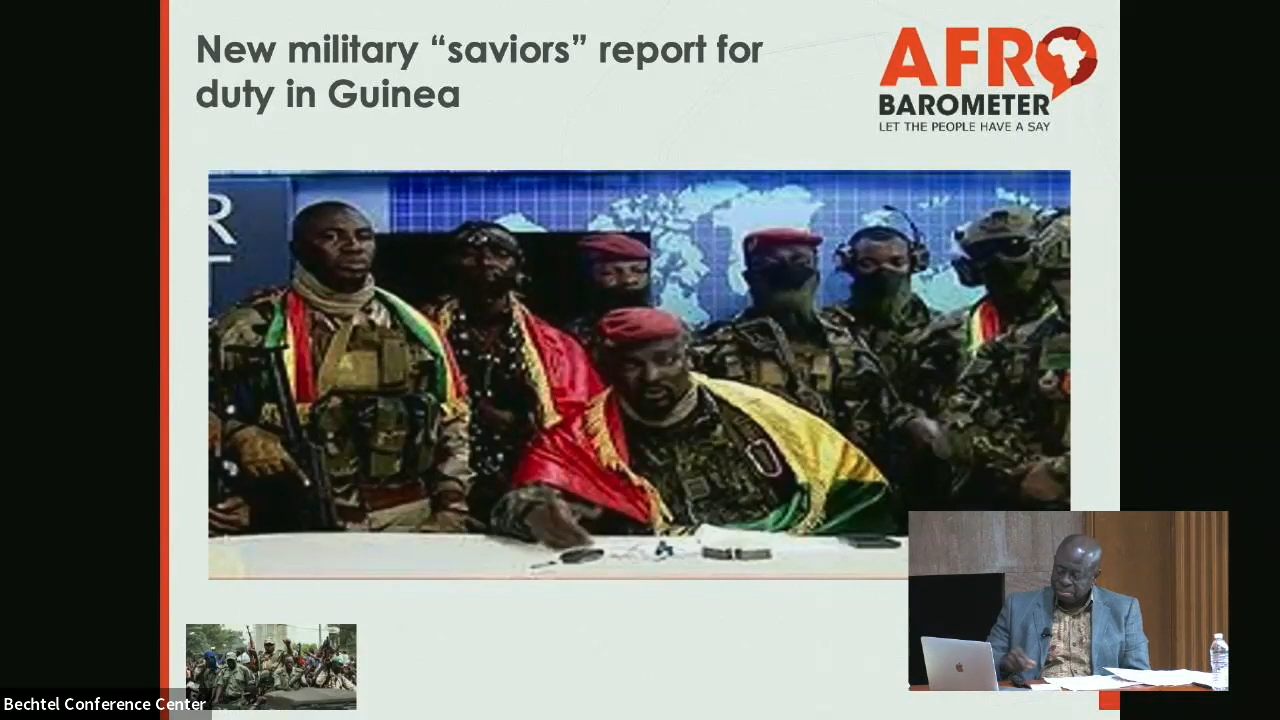 New military “saviors” report for
duty in Guinea
AFRO
BAROMETER
LET THE PEOPLE HAVE A SAY
R
Bechtel Conference Center